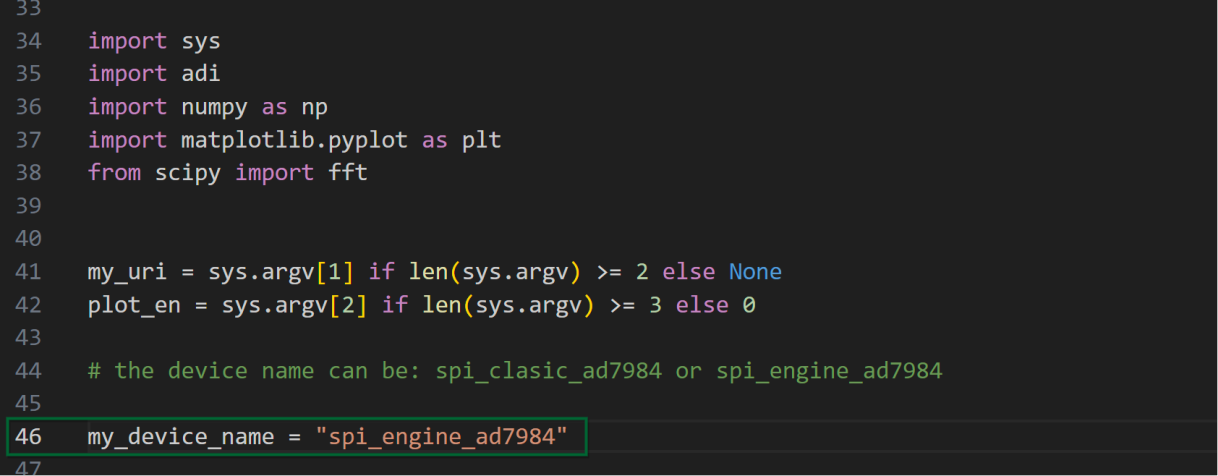 33
34 import sys
35 import adi
36 import numpy as np
37 import matplotlib.pyplot as plt
38 from scipy import fft
39
40
41 my_uri = sys.argv[1] if len(sys.argv) >= 2 else None
42 plot_en = sys.argv[2] if len(sys.argv) >= 3 else 0
43
44 # the device name can be: spi_clasic_ad7984 or spi_engine_ad7984
45
46 my_device_name = "spi_engine_ad7984"
47